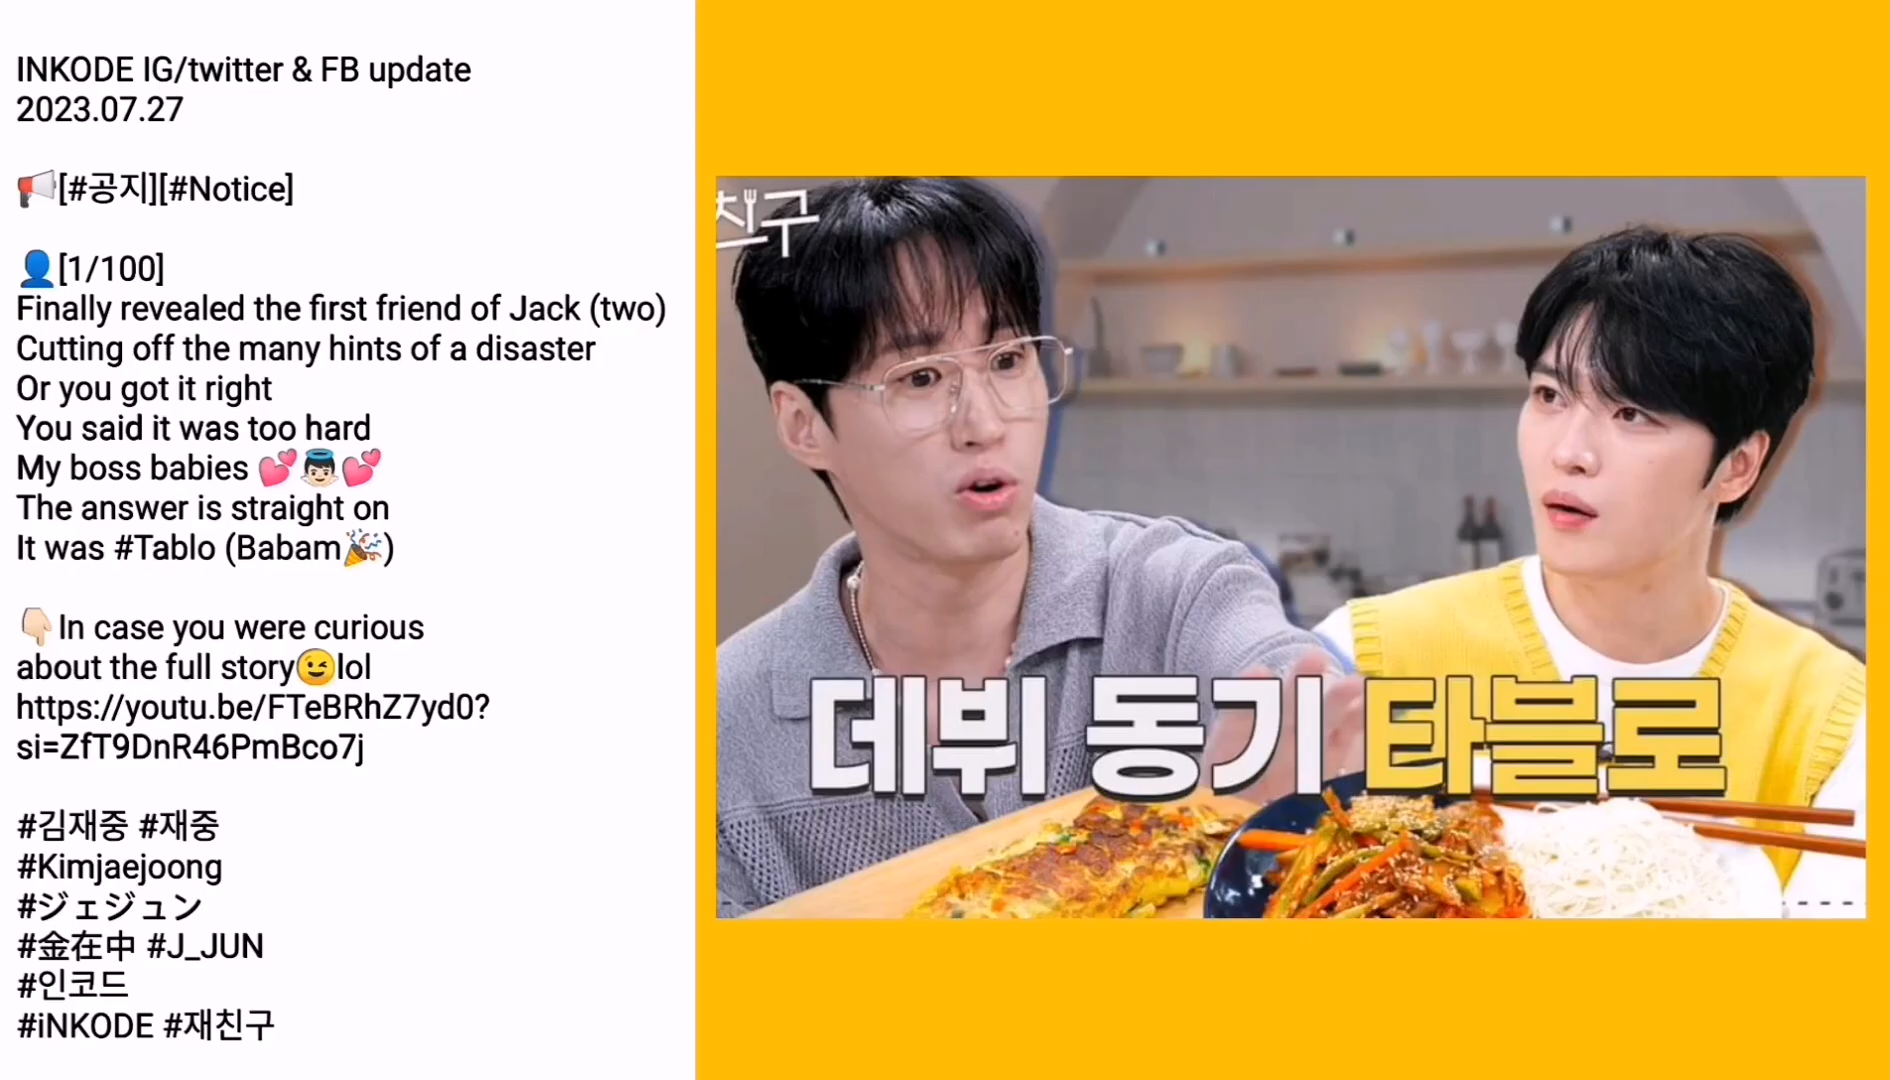 INKODE IG/twitter & FB update
2023.07.27
📢[#공지][#Notice]
👤[1/100]
Finally revealed the first friend of Jack (two)
Cutting off the many hints of a disaster
Or you got it right
You said it was too hard
My boss babies 💕👼🏻💕
The answer is straight on
It was #Tablo (Babam🎉)
👇🏻In case you were curious
about the full story😉lol
https://youtu.be/FTeBRhZ7yd0?
si=ZfT9DnR46PmBco7j
#김재중 #재중
#Kimjaejoong
#ジェジュン
#金在中 #J_JUN
#인코드
#iNKODE #재친구
친구
데뷔 동기 타블로